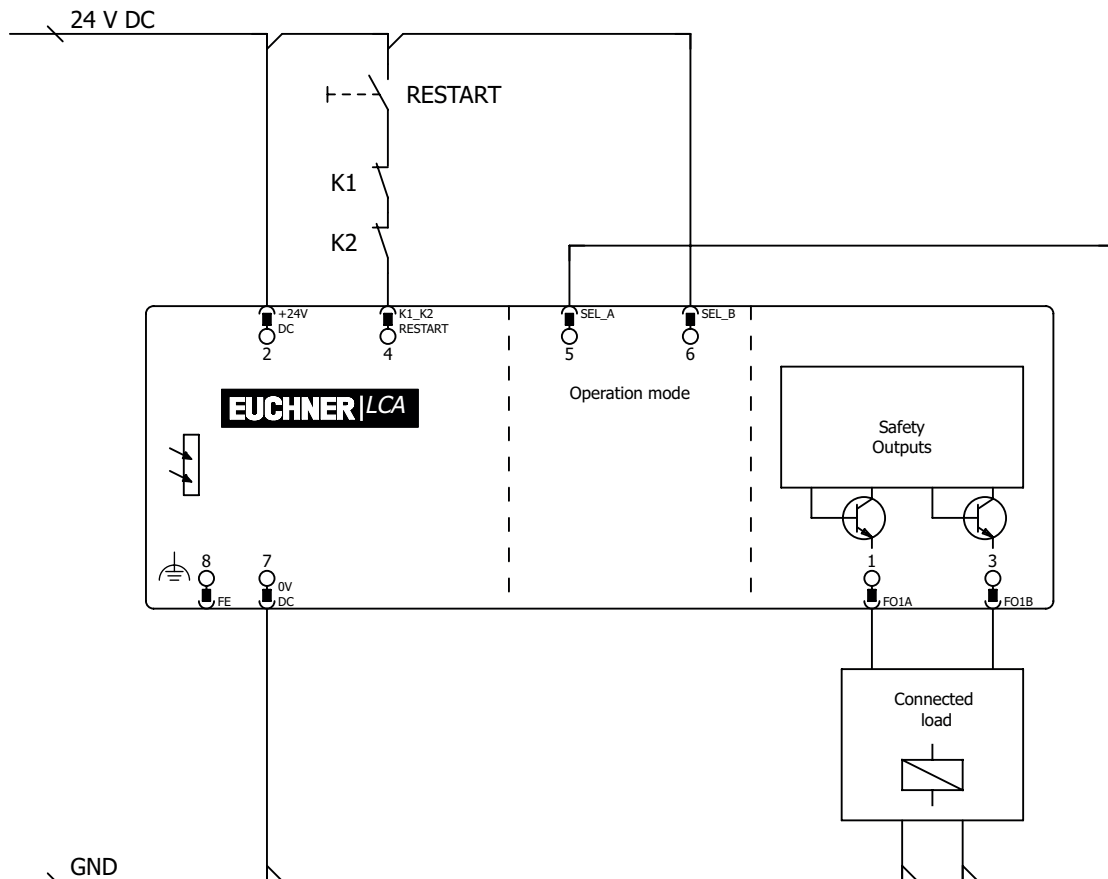 24 V DC
RESTART
K1
K2
+24V
DC
2
K1_K2
RESTART
4
SEL_A
5
SEL_B
6
EUCHNER LCA
Operation mode
Safety
Outputs
8
FE
7
0V
DC
1
FO1A
3
FO1B
Connected
load
GND